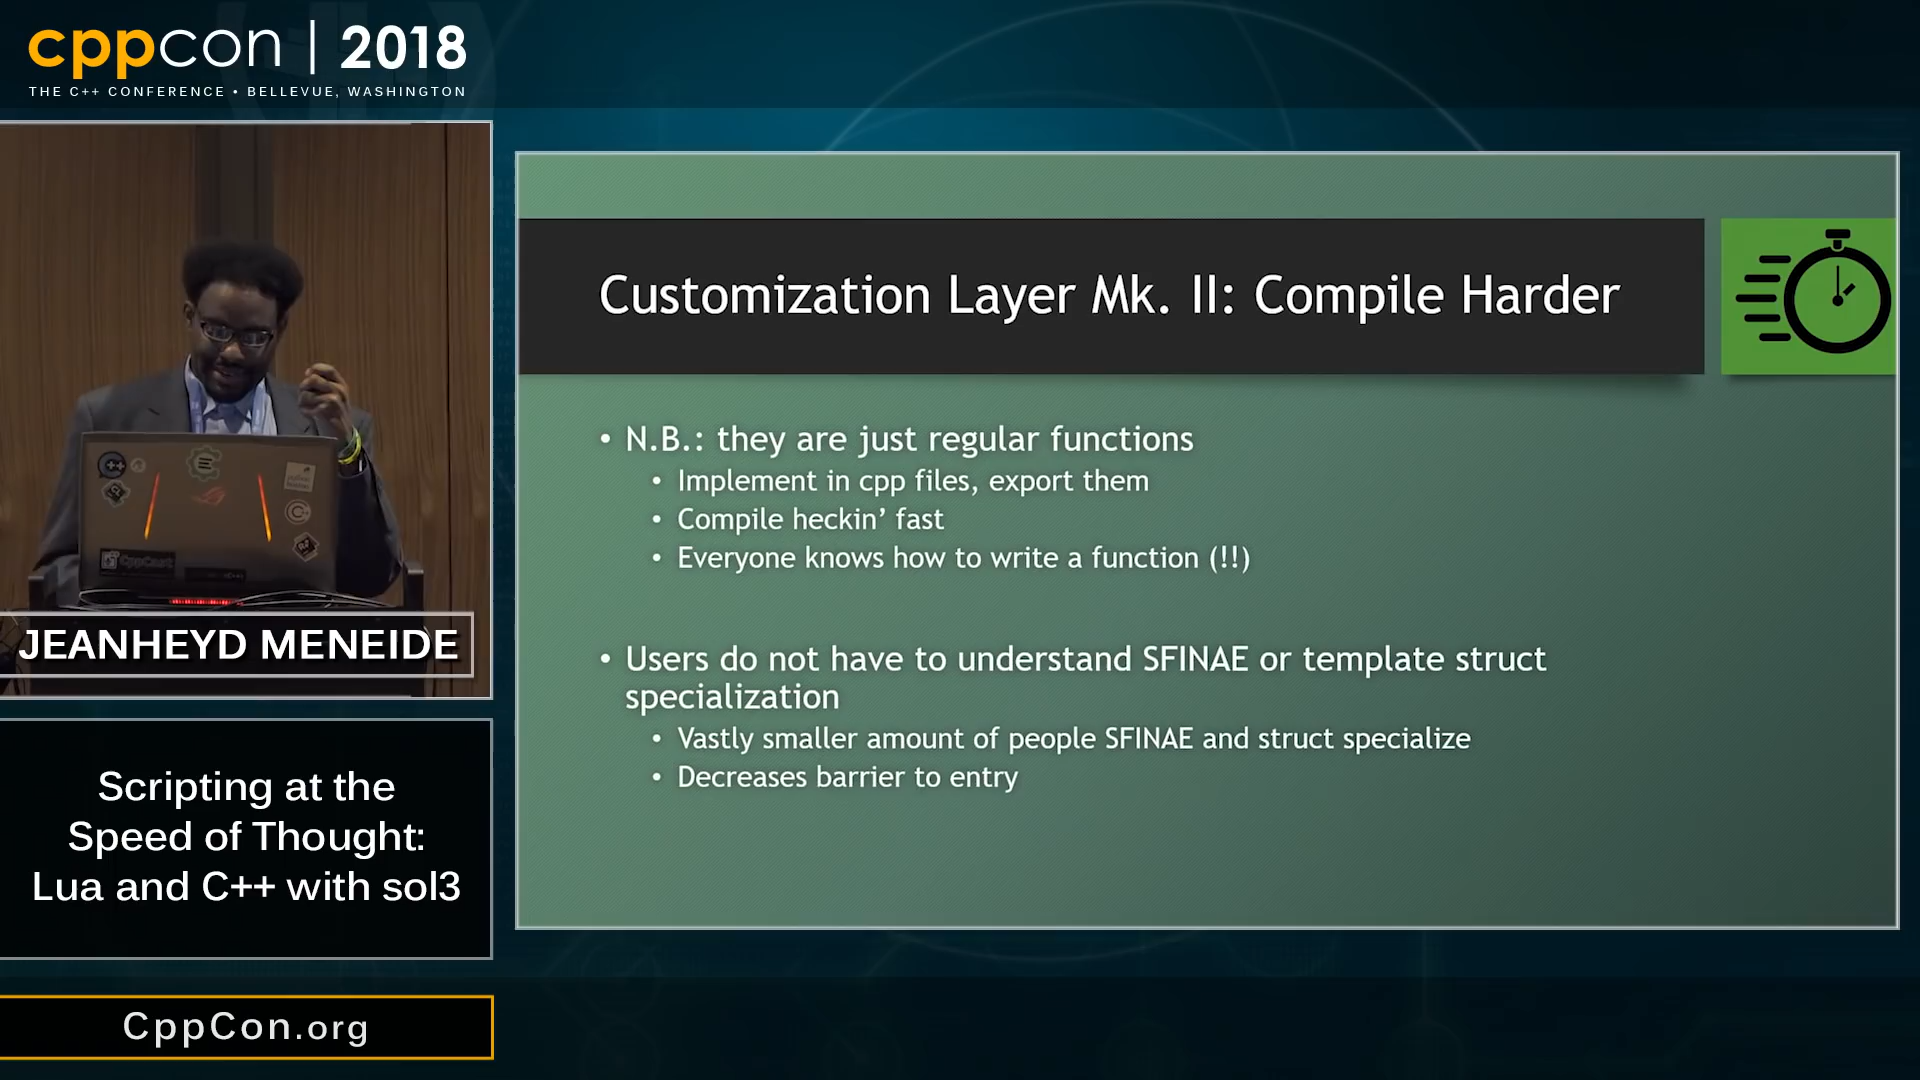 cppcon | 2018
THE C++ CONFERENCE • BELLEVUE, WASHINGTON
CppCast
JEANHEYD MENEIDE
Scripting at the
Speed of Thought:
Lua and C++ with sol3
CppCon.org
Customization Layer Mk. II: Compile Harder
• N.B.: they are just regular functions
• Implement in cpp files, export them
• Compile heckin’ fast
• Everyone knows how to write a function (!!)
• Users do not have to understand SFINAE or template struct
specialization
• Vastly smaller amount of people SFINAE and struct specialize
• Decreases barrier to entry